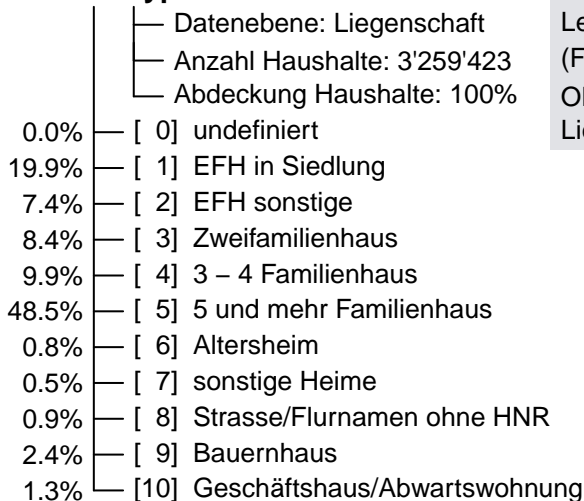 Datenebene: Liegenschaft
Anzahl Haushalte: 3'259'423
Abdeckung Haushalte: 100%
0.0% [ 0] undefiniert
19.9% [ 1] EFH in Siedlung
7.4% [ 2] EFH sonstige
8.4% [ 3] Zweifamilienhaus
9.9% [ 4] 3 – 4 Familienhaus
48.5% [ 5] 5 und mehr Familienhaus
0.8% [ 6] Altersheim
0.5% [ 7] sonstige Heime
0.9% [ 8] Strasse/Flurnamen ohne HNR
2.4% [ 9] Bauernhaus
1.3% [10] Geschäftshaus/Abwartswohnung